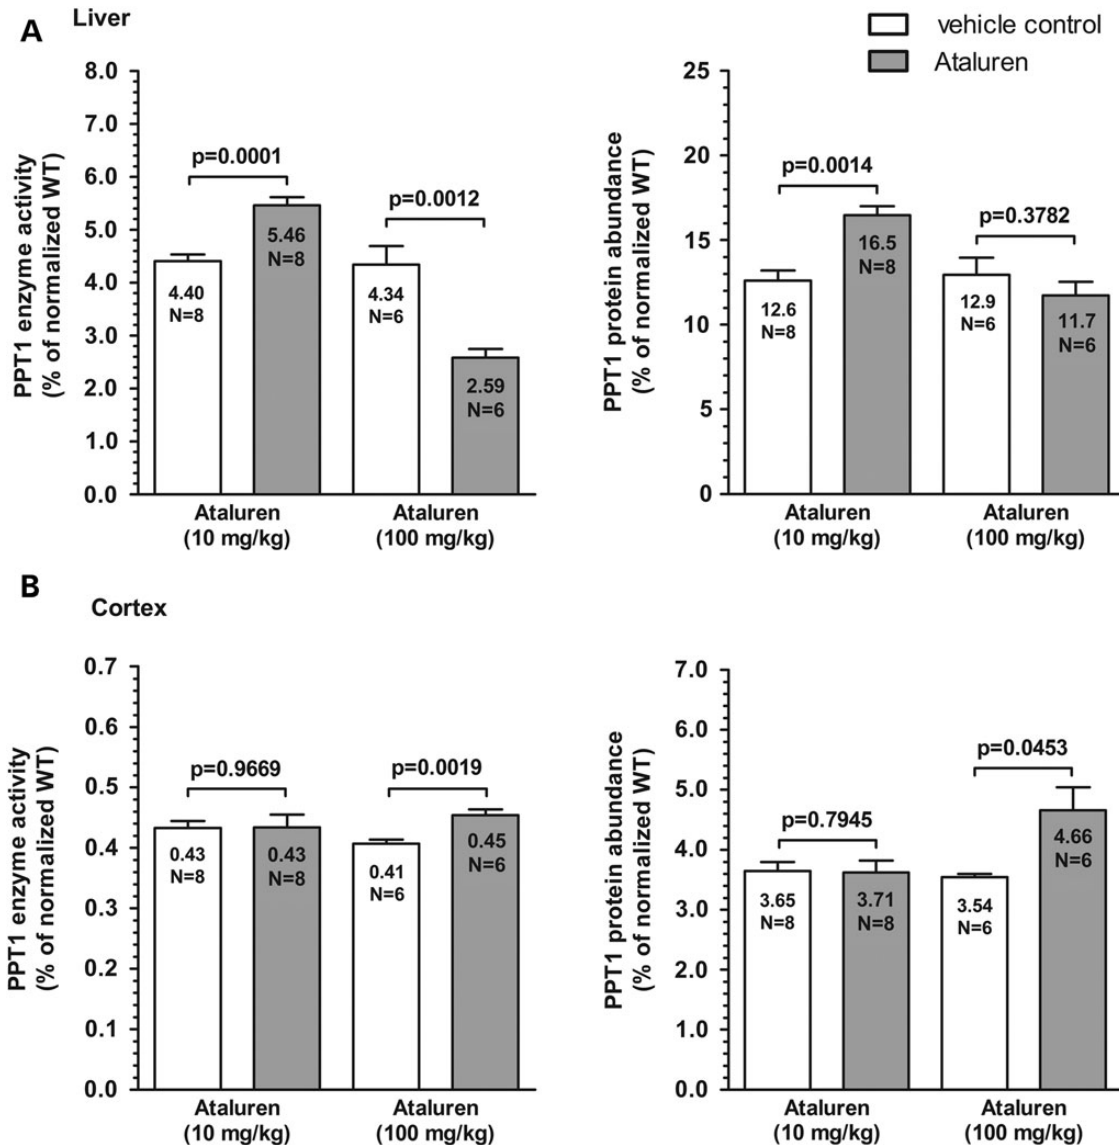 A
Liver
vehicle control
Ataluren
PPT1 enzyme activity
(% of normalized WT)
8.0
7.0
6.0
5.0
4.0
3.0
2.0
1.0
0.0
p=0.0001
p=0.0012
4.40
N=8
5.46
N=8
4.34
N=6
2.59
N=6
Ataluren
(10 mg/kg)
Ataluren
(100 mg/kg)
PPT1 protein abundance
(% of normalized WT)
25
20
15
10
5
0
p=0.0014
p=0.3782
12.6
N=8
16.5
N=8
12.9
N=6
11.7
N=6
Ataluren
(10 mg/kg)
Ataluren
(100 mg/kg)
B
Cortex
PPT1 enzyme activity
(% of normalized WT)
0.7
0.6
0.5
0.4
0.3
0.2
0.1
0.0
p=0.9669
p=0.0019
0.43
N=8
0.43
N=8
0.41
N=6
0.45
N=6
Ataluren
(10 mg/kg)
Ataluren
(100 mg/kg)
PPT1 protein abundance
(% of normalized WT)
7.0
6.0
5.0
4.0
3.0
2.0
1.0
0.0
p=0.7945
p=0.0453
3.65
N=8
3.71
N=8
3.54
N=6
4.66
N=6
Ataluren
(10 mg/kg)
Ataluren
(100 mg/kg)